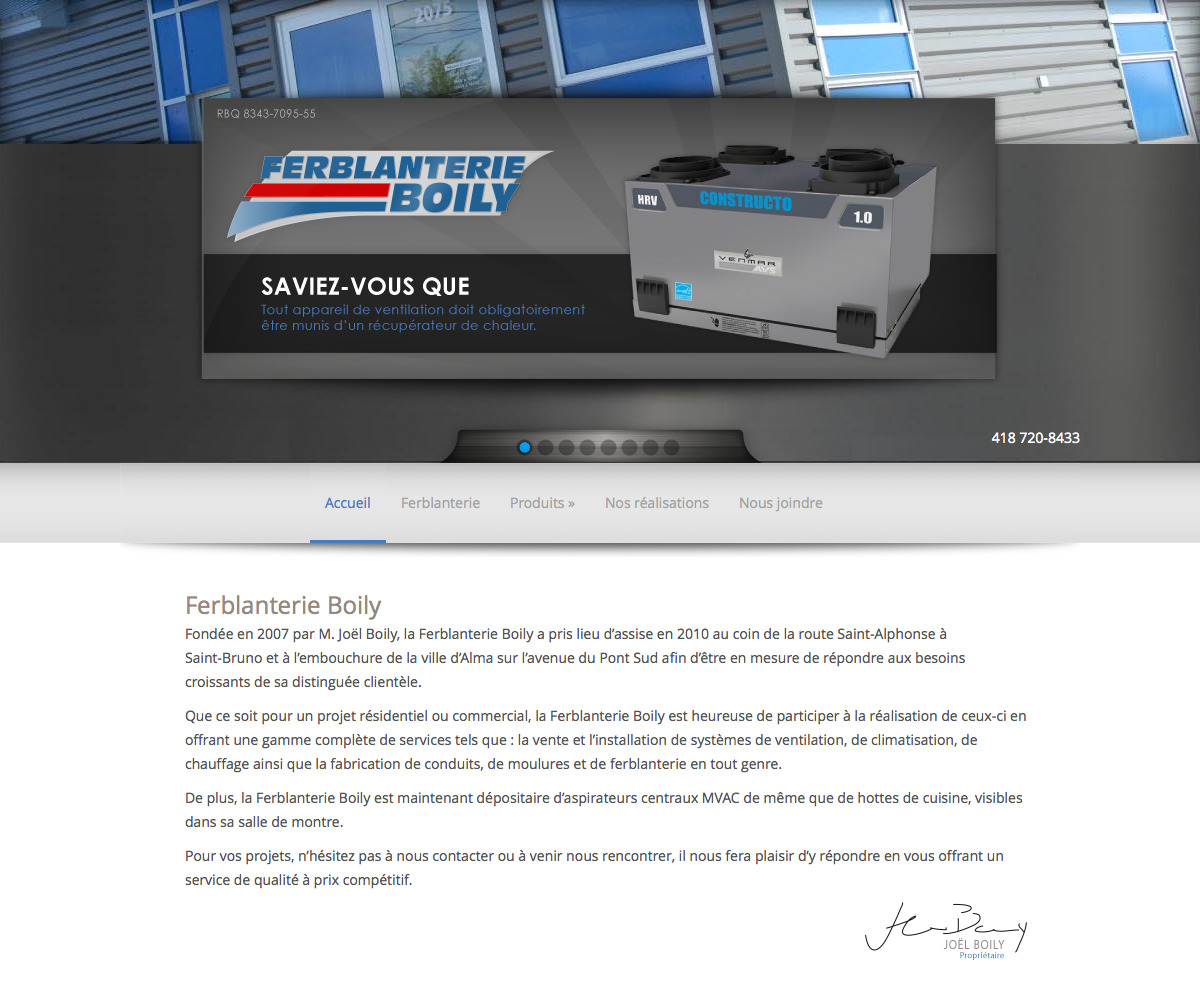 2075
RBQ 8343-7095-55
FERBLANTERIE
BOILY
HRV
CONSTRUCTO
1.0
VENMAR
AVS
SAVIEZ-VOUS QUE
Tout appareil de ventilation doit obligatoirement
être munis d'un récupérateur de chaleur.
418 720-8433
Accueil Ferblanterie Produits » Nos réalisations Nous joindre
Ferblanterie Boily
Fondée en 2007 par M. Joël Boily, la Ferblanterie Boily a pris lieu d’assise en 2010 au coin de la route Saint-Alphonse à
Saint-Bruno et à l’embouchure de la ville d’Alma sur l’avenue du Pont Sud afin d’être en mesure de répondre aux besoins
croissants de sa distinguée clientèle.
Que ce soit pour un projet résidentiel ou commercial, la Ferblanterie Boily est heureuse de participer à la réalisation de ceux-ci en
offrant une gamme complète de services tels que : la vente et l’installation de systèmes de ventilation, de climatisation, de
chauffage ainsi que la fabrication de conduits, de moulures et de ferblanterie en tout genre.
De plus, la Ferblanterie Boily est maintenant dépositaire d’aspirateurs centraux MVAC de même que de hottes de cuisine, visibles
dans sa salle de montre.
Pour vos projets, n’hésitez pas à nous contacter ou à venir nous rencontrer, il nous fera plaisir d’y répondre en vous offrant un
service de qualité à prix compétitif.
JOËL BOILY
Propriétaire